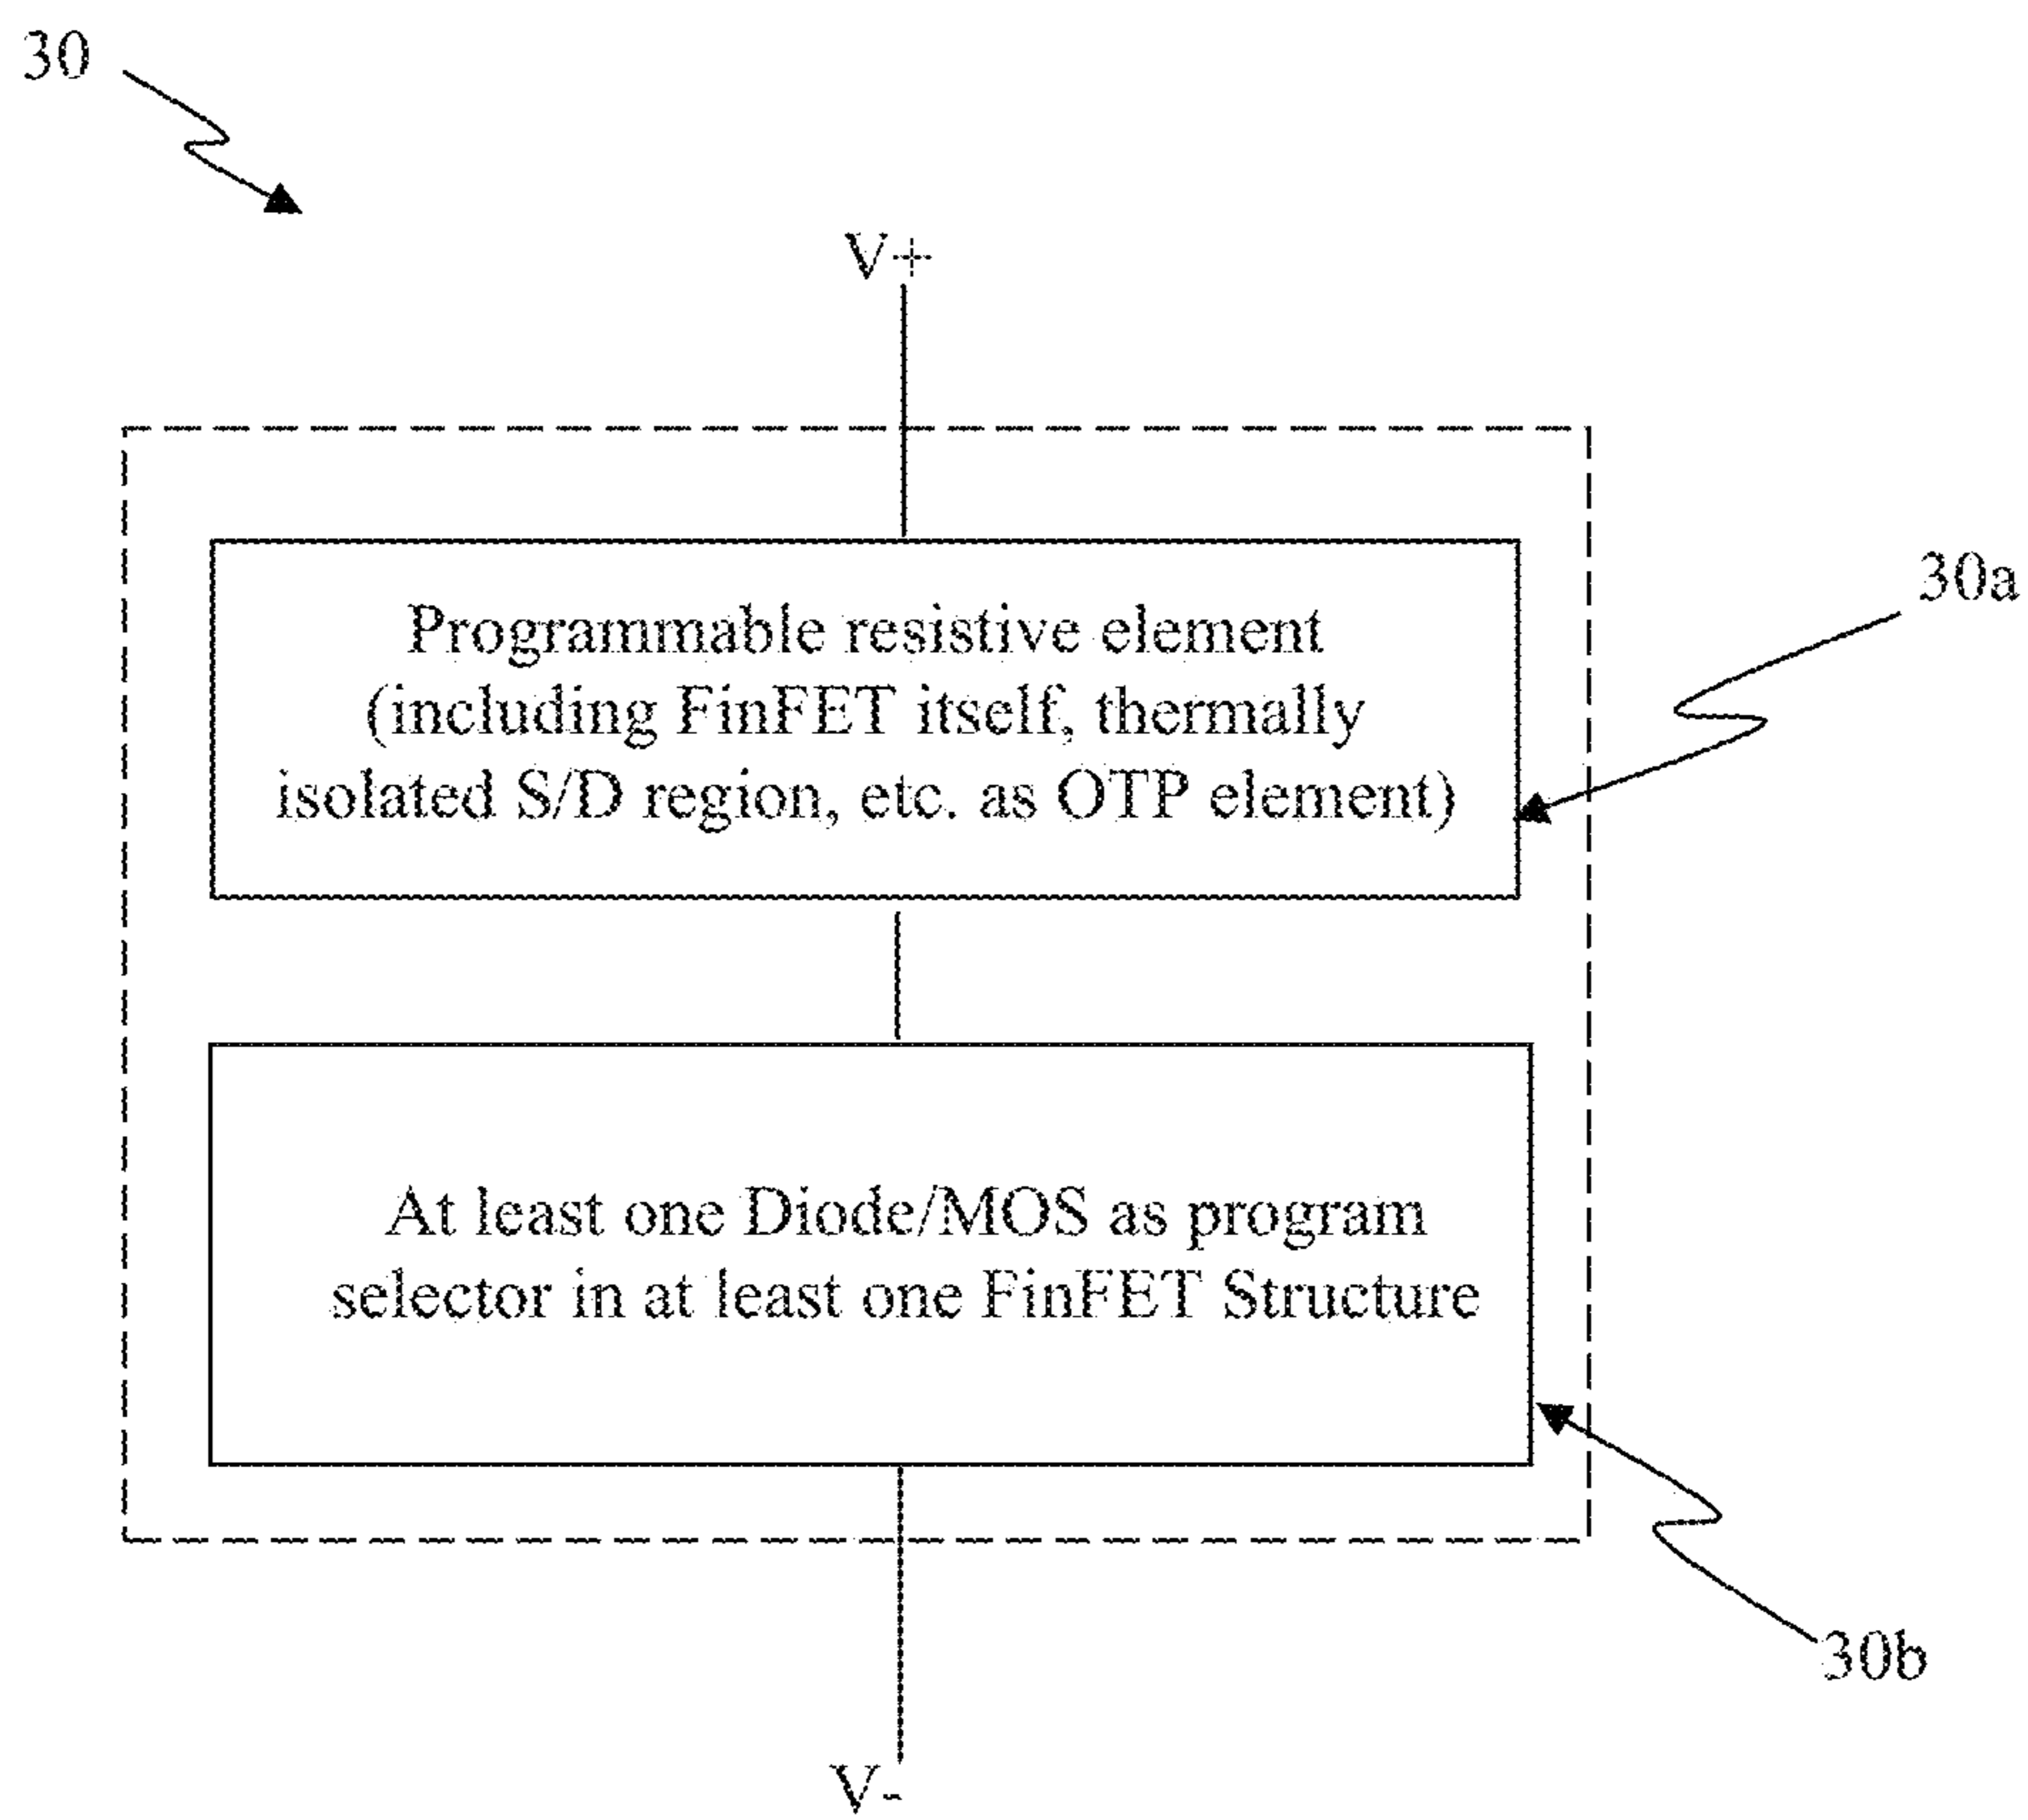 30
V+
30a
Programmable resistive element
(including FinFET itself, thermally
isolated S/D region, etc. as OTP element)
At least one Diode/MOS as program
selector in at least one FinFET Structure
30b
V-